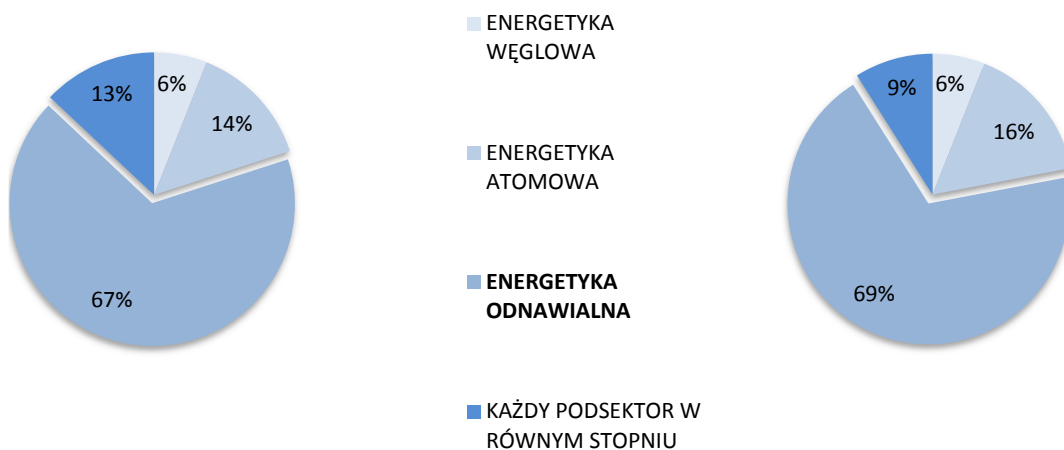 6%
14%
67%
13%
ENERGETYKA
WĘGLOWA
ENERGETYKA
ATOMOWA
ENERGETYKA
ODNAWIALNA
KAŻDY PODSEKTOR W
RÓWNYM STOPNIU
6%
16%
69%
9%